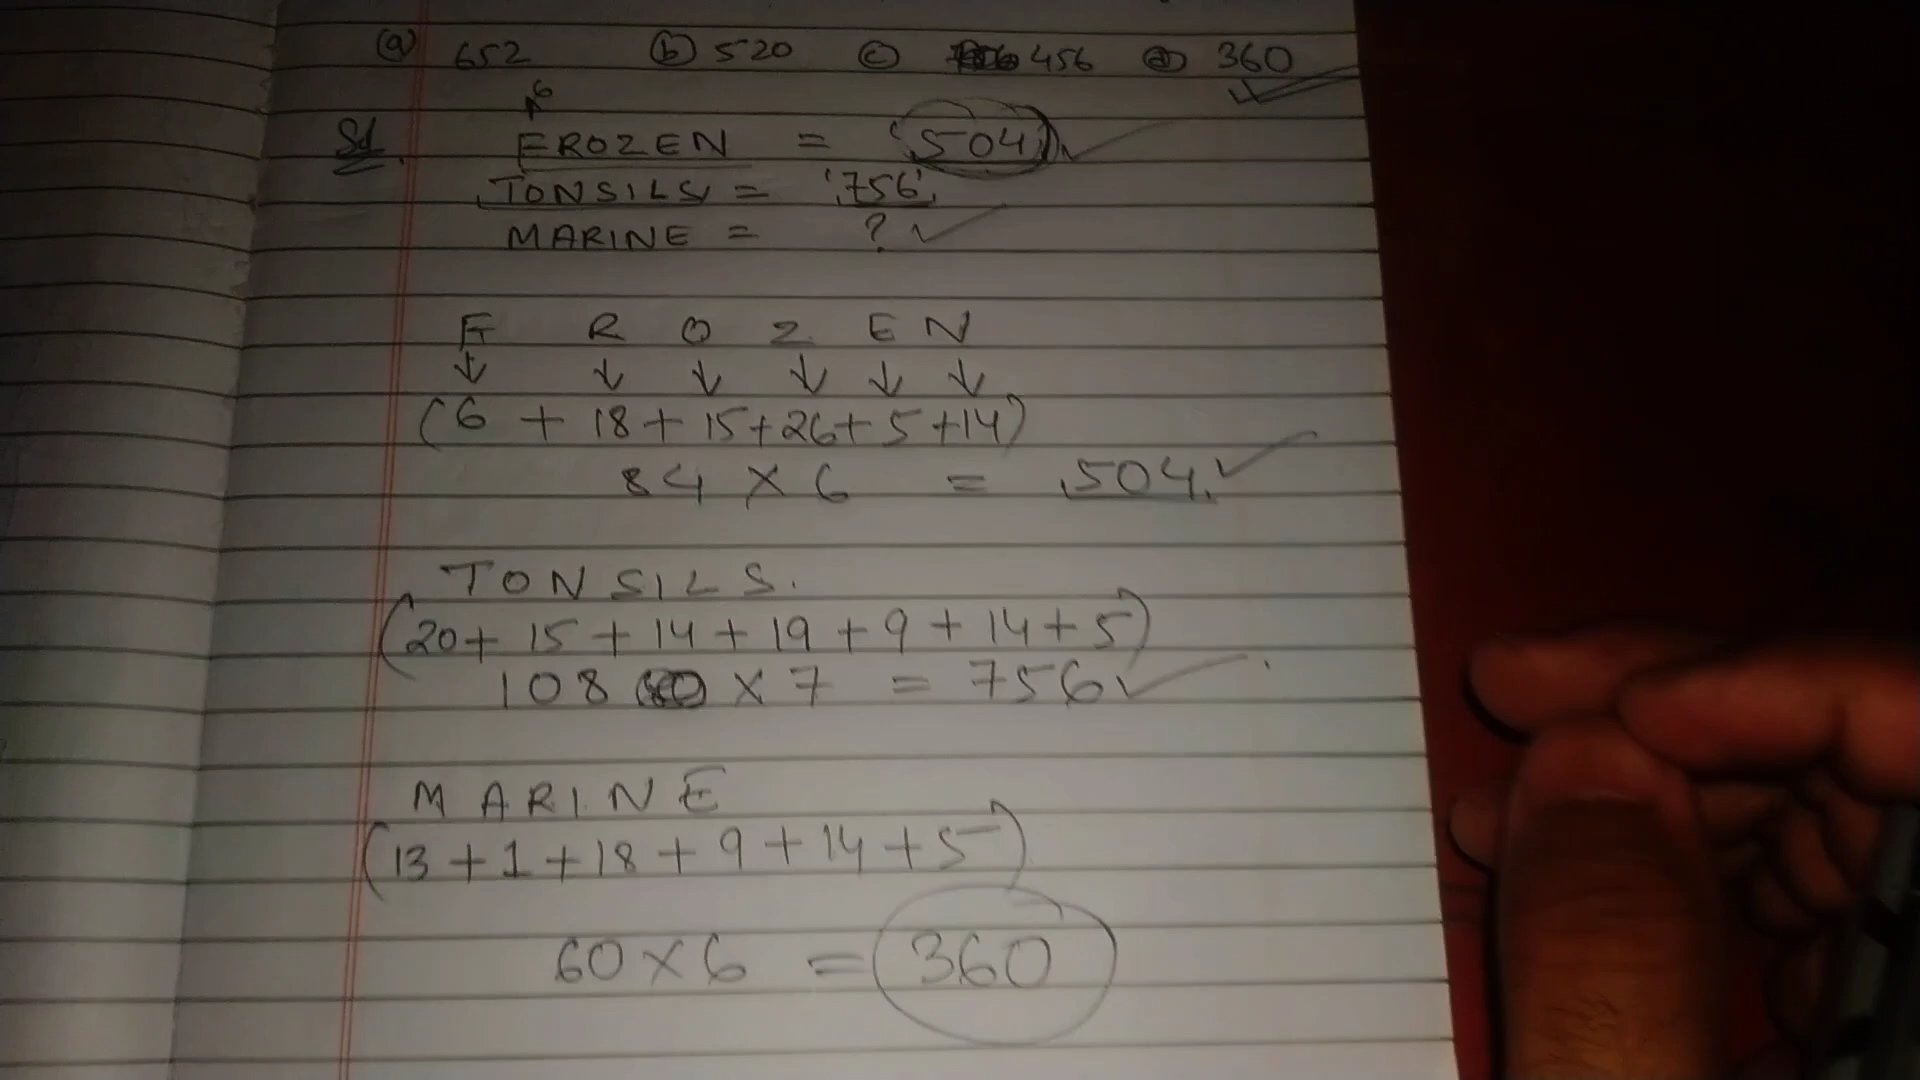 (a) 652 (b) 520 (c) 456 (d) 360
6
Sol. FROZEN = '504'
TONSILS = '756'
MARINE = ?
F R O Z E N
↓ ↓ ↓ ↓ ↓ ↓
(6 + 18 + 15 + 26 + 5 + 14)
84 × 6 = 504
TONSILS.
(20 + 15 + 14 + 19 + 9 + 14 + 5)
108 × 7 = 756
MARINE
(13 + 1 + 18 + 9 + 14 + 5)
60 × 6 = 360